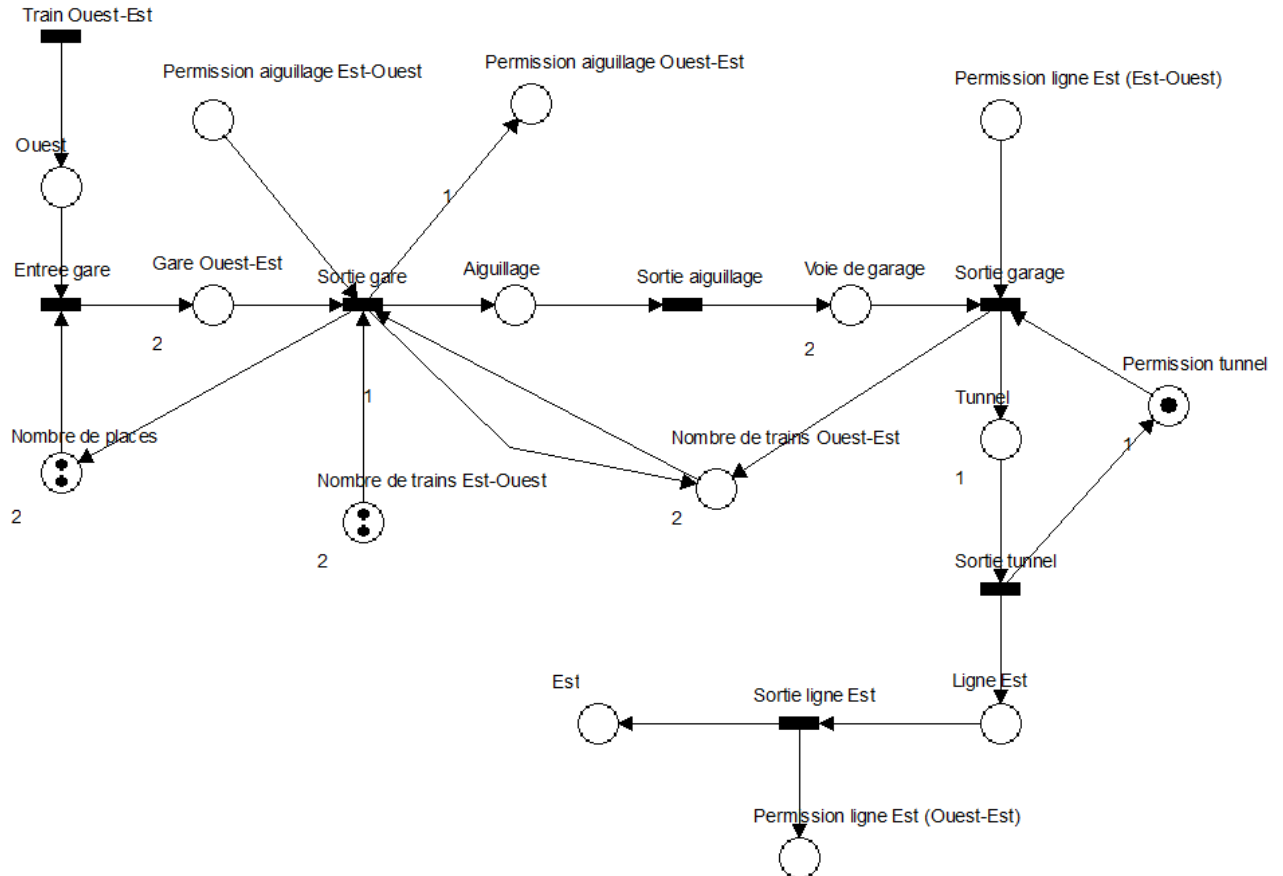 Train Ouest-Est
Permission aiguillage Est-Ouest
Permission aiguillage Ouest-Est
Permission ligne Est (Est-Ouest)
Ouest
1
Entree gare
Gare Ouest-Est
Sortie gare
Aiguillage
Sortie aiguillage
Voie de garage
Sortie garage
2
2
Permission tunnel
1
Tunnel
Nombre de places
Nombre de trains Ouest-Est
1
Nombre de trains Est-Ouest
1
2
2
2
Sortie tunnel
Est
Sortie ligne Est
Ligne Est
Permission ligne Est (Ouest-Est)